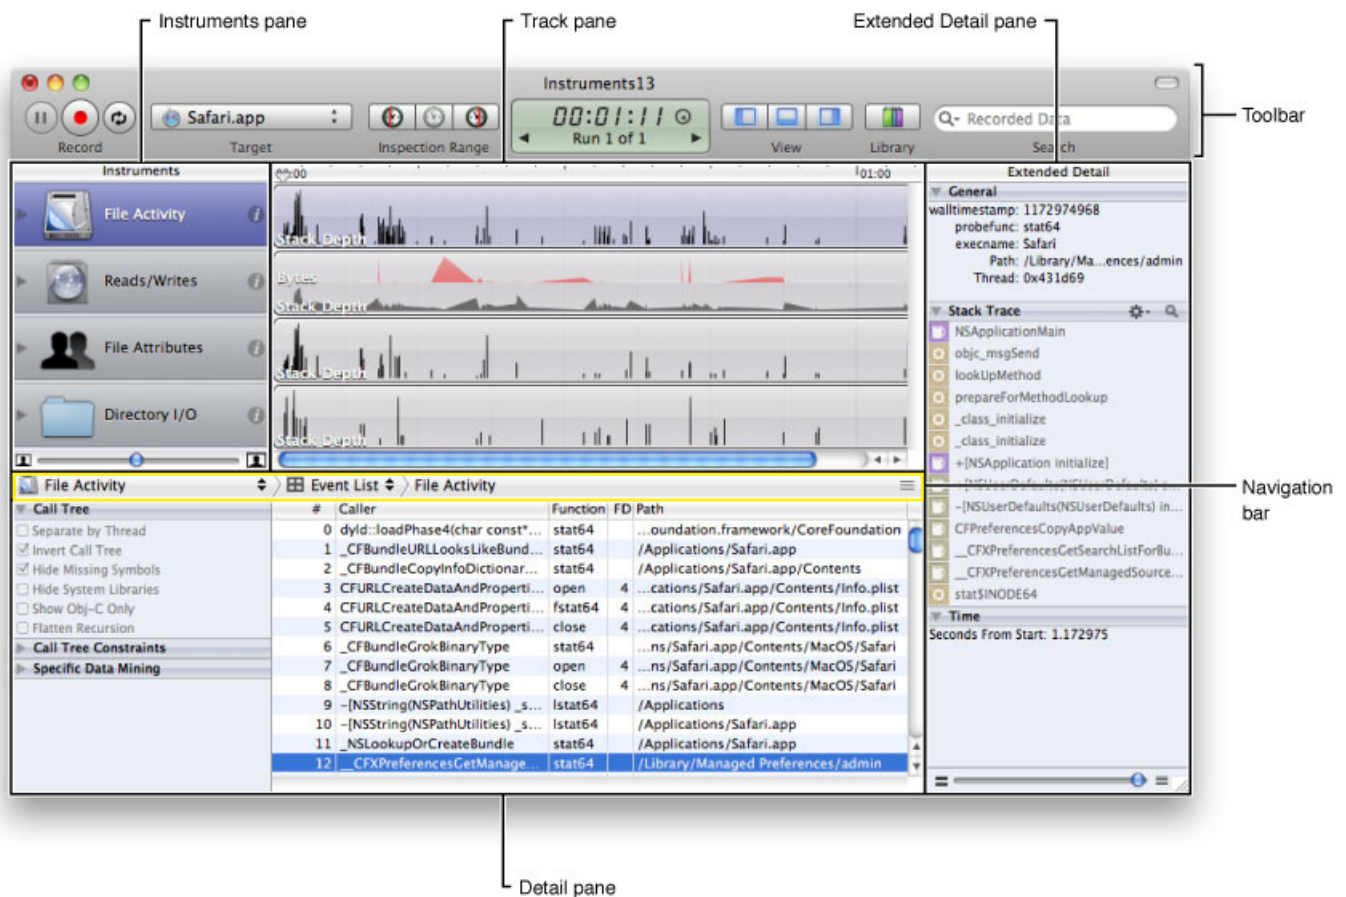 Instruments pane
Track pane
Extended Detail pane
Instruments13
Toolbar
Safari.app
00:01:11
Run 1 of 1
Recorded Data
Record
Target
Inspection Range
View
Library
Search
Instruments
00:00
01:00
Extended Detail
File Activity
Stack Depth
Reads/Writes
Bytes
Stack Depth
File Attributes
Stack Depth
Directory I/O
Stack Depth
General
walltimestamp: 1172974968
probefunc: stat64
execname: Safari
Path: /Library/Ma...ences/admin
Thread: 0x431d69
Stack Trace
NSApplicationMain
objc_msgSend
lookUpMethod
prepareForMethodLookup
_class_initialize
_class_initialize
+[NSApplication initialize]
-[NSUserDefaults(NSUserDefaults) in...
CFPreferencesCopyAppValue
__CFXPreferencesGetSearchListForBu...
__CFXPreferencesGetManagedSource...
stat$INODE64
Time
Seconds From Start: 1.172975
Navigation
bar
File Activity
Event List
File Activity
Call Tree
Separate by Thread
Invert Call Tree
Hide Missing Symbols
Hide System Libraries
Show Obj-C Only
Flatten Recursion
Call Tree Constraints
Specific Data Mining
# Caller Function FD Path
0 dyld::loadPhase4(char const*... stat64 ...oundation.framework/CoreFoundation
1 _CFBundleURLLooksLikeBund... stat64 /Applications/Safari.app
2 _CFBundleCopyInfoDictionar... stat64 /Applications/Safari.app/Contents
3 CFURLCreateDataAndProperti... open 4 ...cations/Safari.app/Contents/Info.plist
4 CFURLCreateDataAndProperti... fstat64 4 ...cations/Safari.app/Contents/Info.plist
5 CFURLCreateDataAndProperti... close 4 ...cations/Safari.app/Contents/Info.plist
6 _CFBundleGrokBinaryType stat64 ...ns/Safari.app/Contents/MacOS/Safari
7 _CFBundleGrokBinaryType open 4 ...ns/Safari.app/Contents/MacOS/Safari
8 _CFBundleGrokBinaryType close 4 ...ns/Safari.app/Contents/MacOS/Safari
9 -[NSString(NSPathUtilities) _s... lstat64 /Applications
10 -[NSString(NSPathUtilities) _s... lstat64 /Applications/Safari.app
11 _NSLookupOrCreateBundle stat64 /Applications/Safari.app
12 __CFXPreferencesGetManage... stat64 /Library/Managed Preferences/admin
Detail pane